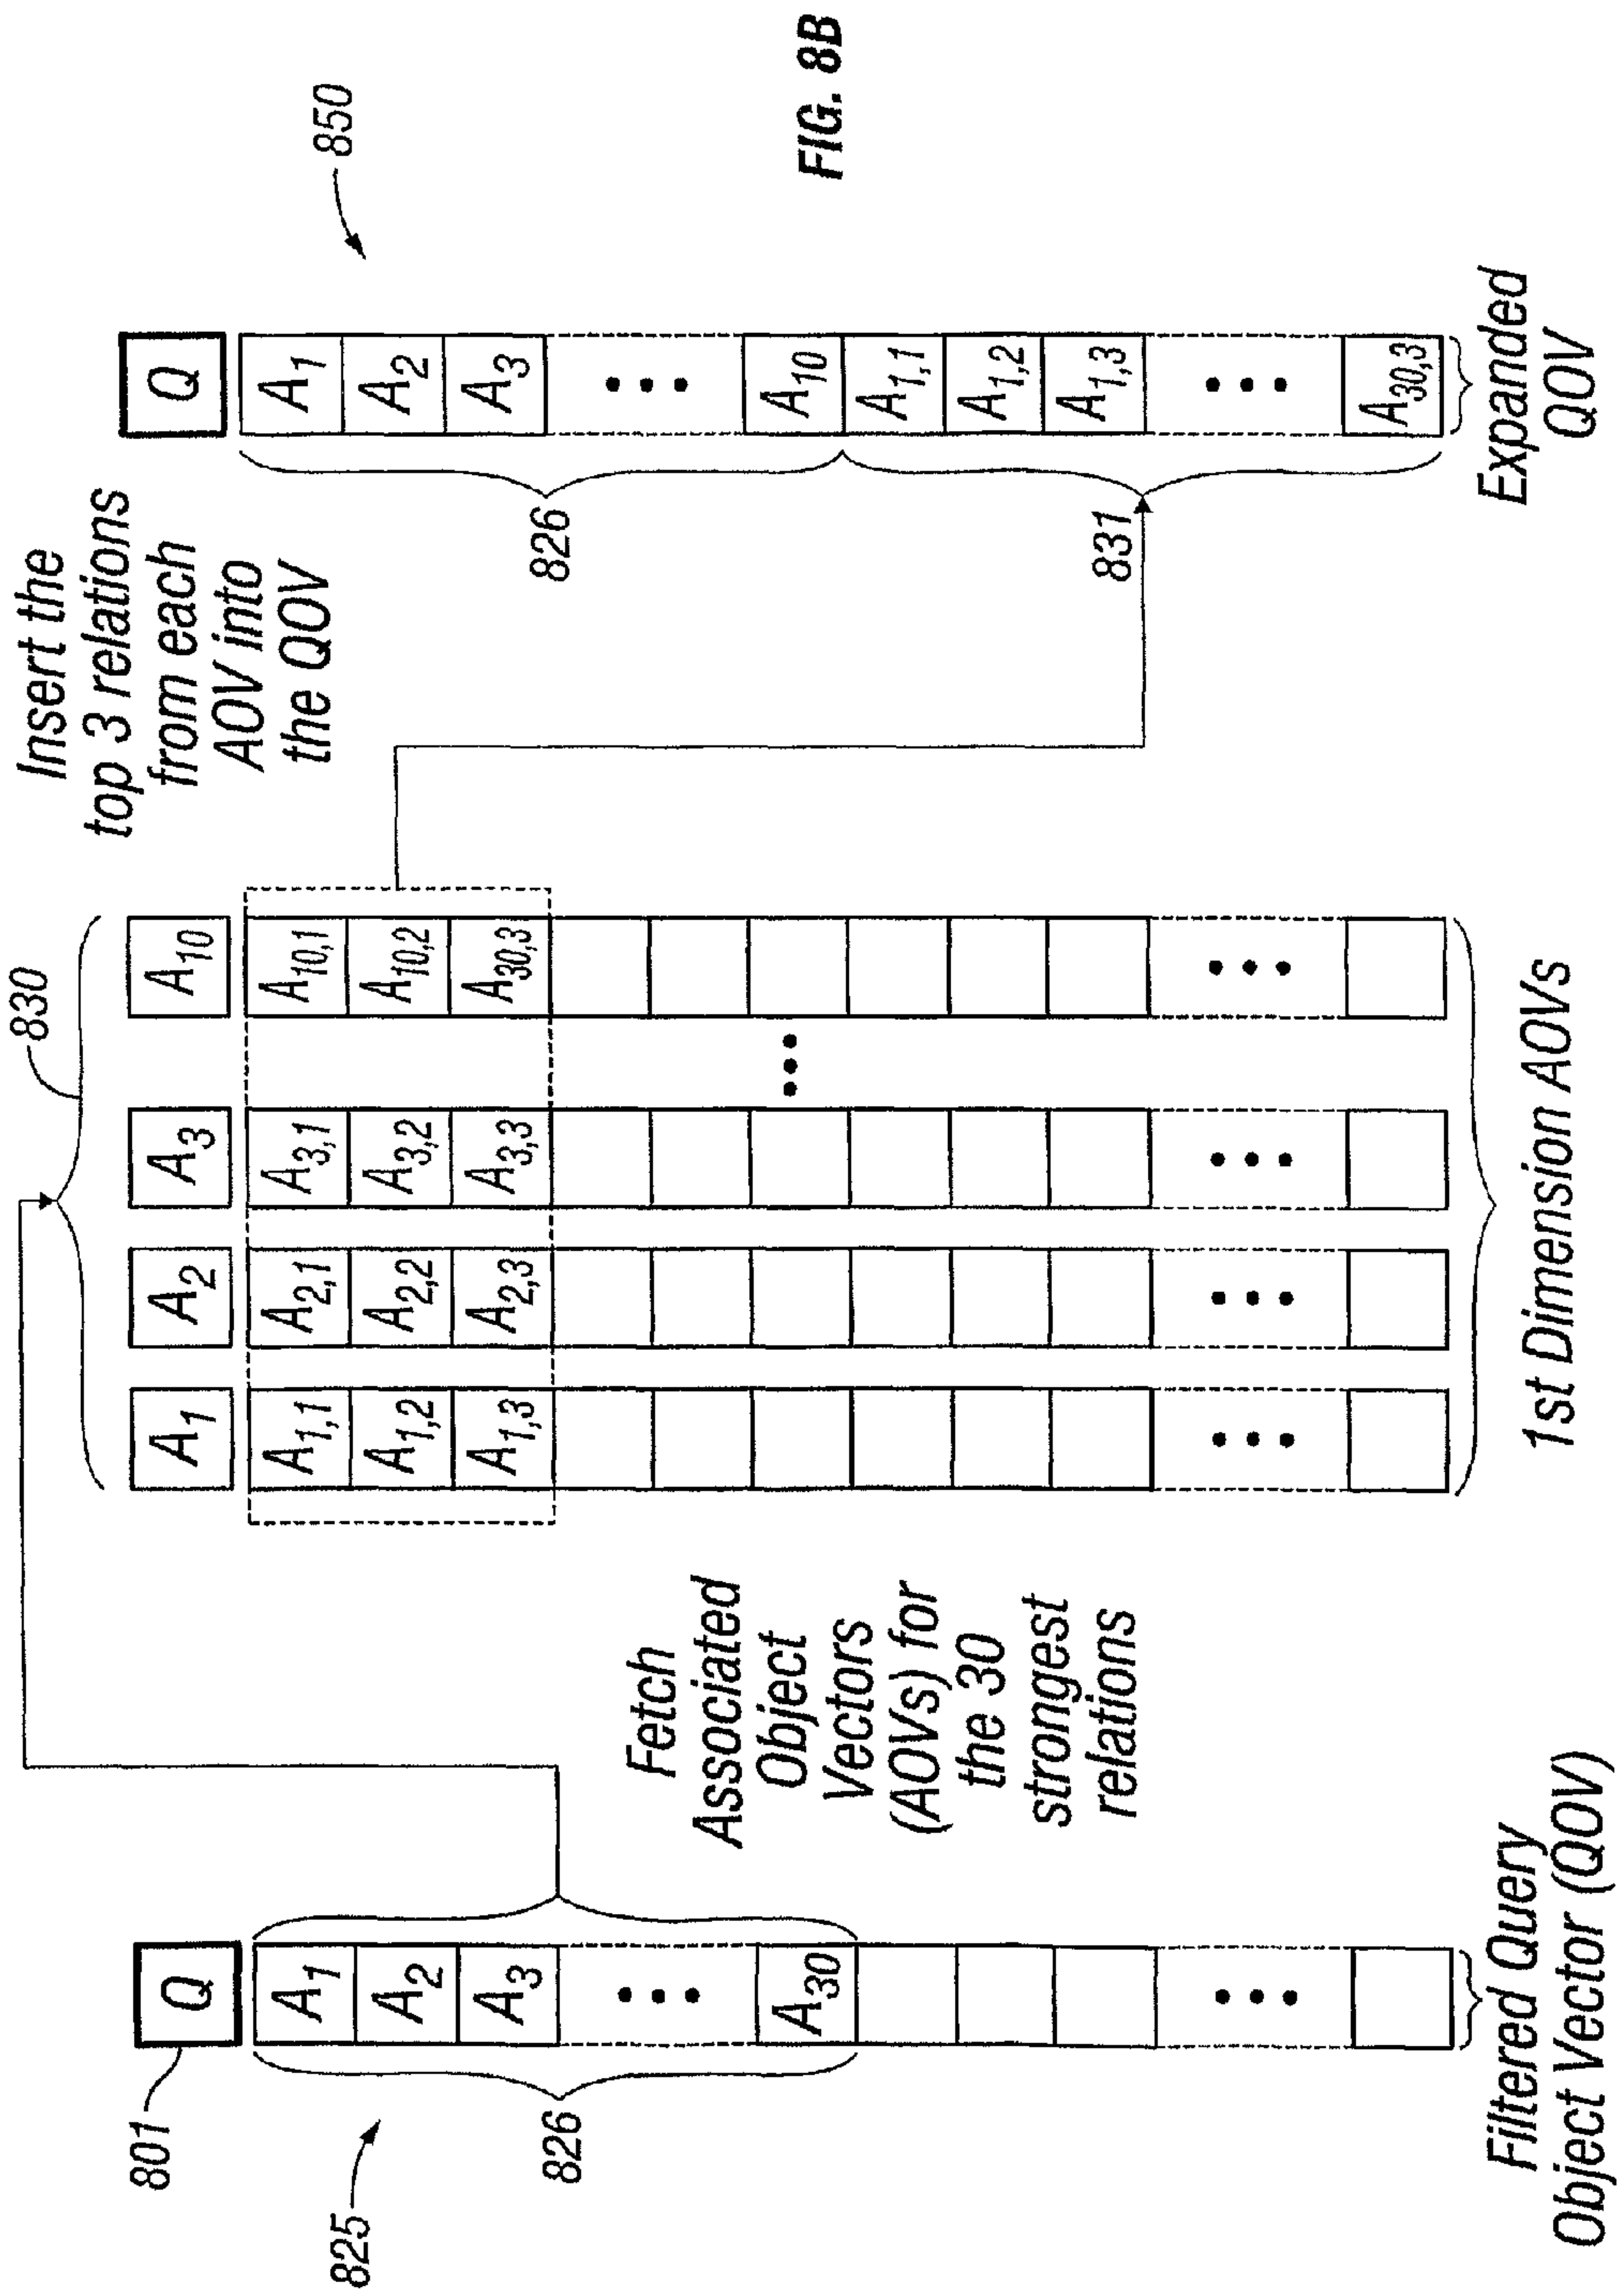 801
825
826
Q
A1
A2
A3
•••
A30
•••
Filtered Query
Object Vector (QOV)
Fetch
Associated
Object
Vectors
(AOVs) for
the 30
strongest
relations
830
A1
A2
A3
A10
A1,1
A2,1
A3,1
A10,1
A1,2
A2,2
A3,2
A10,2
A1,3
A2,3
A3,3
A30,3
•••
•••
•••
•••
•••
1st Dimension AOVs
Insert the
top 3 relations
from each
AOV into
the QOV
826
831
Q
A1
A2
A3
•••
A10
A1,1
A1,2
A1,3
•••
A30,3
Expanded
QOV
850
FIG. 8B